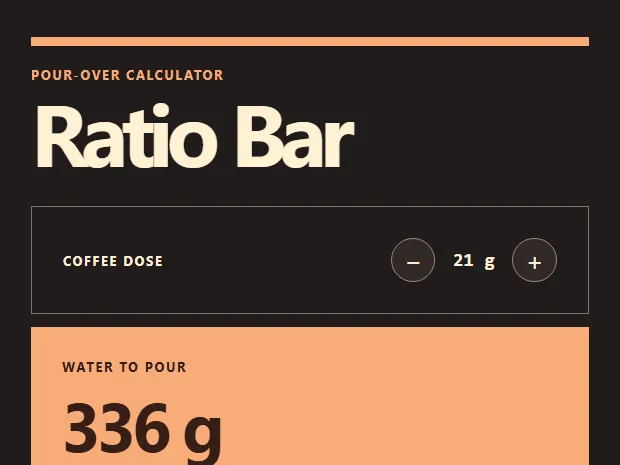 POUR-OVER CALCULATOR
Ratio Bar
COFFEE DOSE − 21 g +
WATER TO POUR
336 g